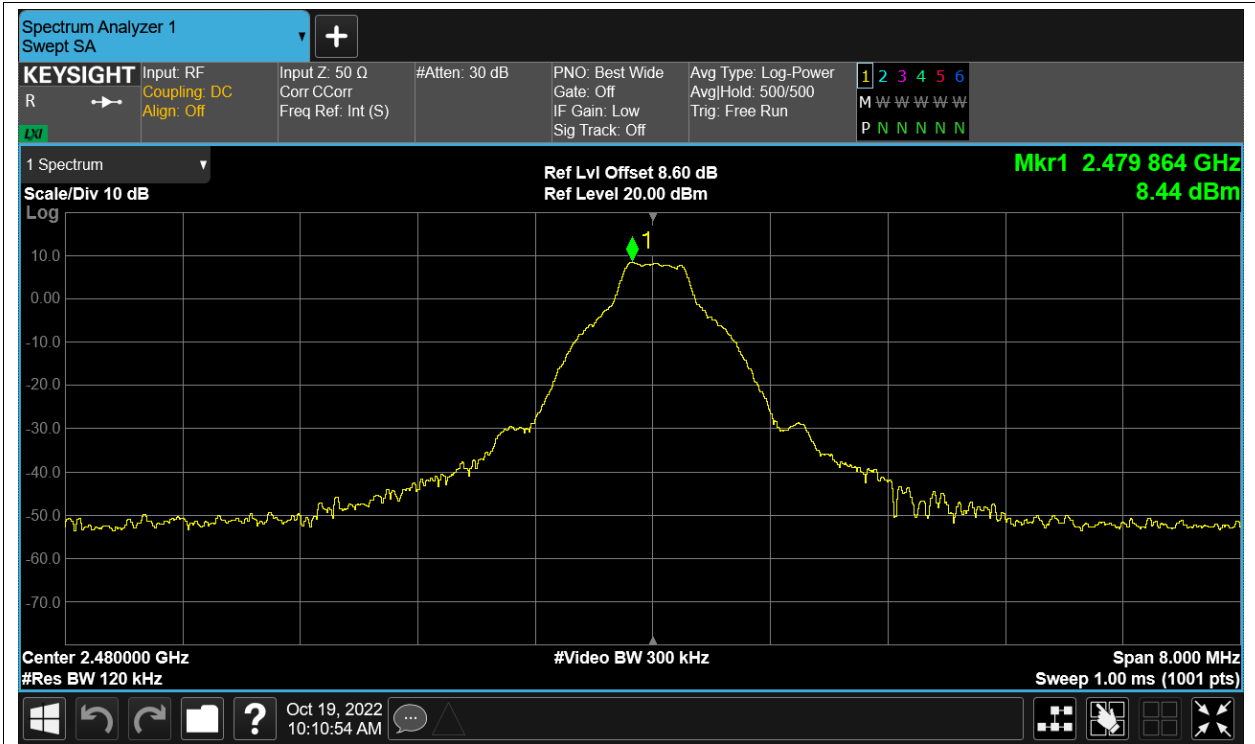 Spectrum Analyzer 1
Swept SA
KEYSIGHT
R
LXI
Input: RF
Coupling: DC
Align: Off
Input Z: 50 Ω
Corr CCorr
Freq Ref: Int (S)
#Atten: 30 dB
PNO: Best Wide
Gate: Off
IF Gain: Low
Sig Track: Off
Avg Type: Log-Power
Avg|Hold: 500/500
Trig: Free Run
1 2 3 4 5 6
M W W W W W
P N N N N N
1 Spectrum
Scale/Div 10 dB
Log
Ref Lvl Offset 8.60 dB
Ref Level 20.00 dBm
Mkr1 2.479 864 GHz
8.44 dBm
1
10.0
0.00
-10.0
-20.0
-30.0
-40.0
-50.0
-60.0
-70.0
Center 2.480000 GHz
#Res BW 120 kHz
#Video BW 300 kHz
Span 8.000 MHz
Sweep 1.00 ms (1001 pts)
?
Oct 19, 2022
10:10:54 AM